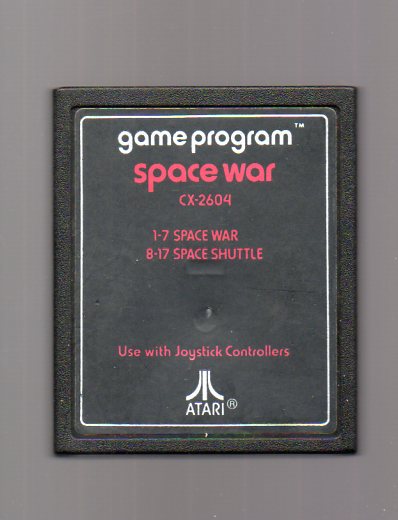 game program™
space war
CX-2604
1-7 SPACE WAR
8-17 SPACE SHUTTLE
Use with Joystick Controllers
ATARI®